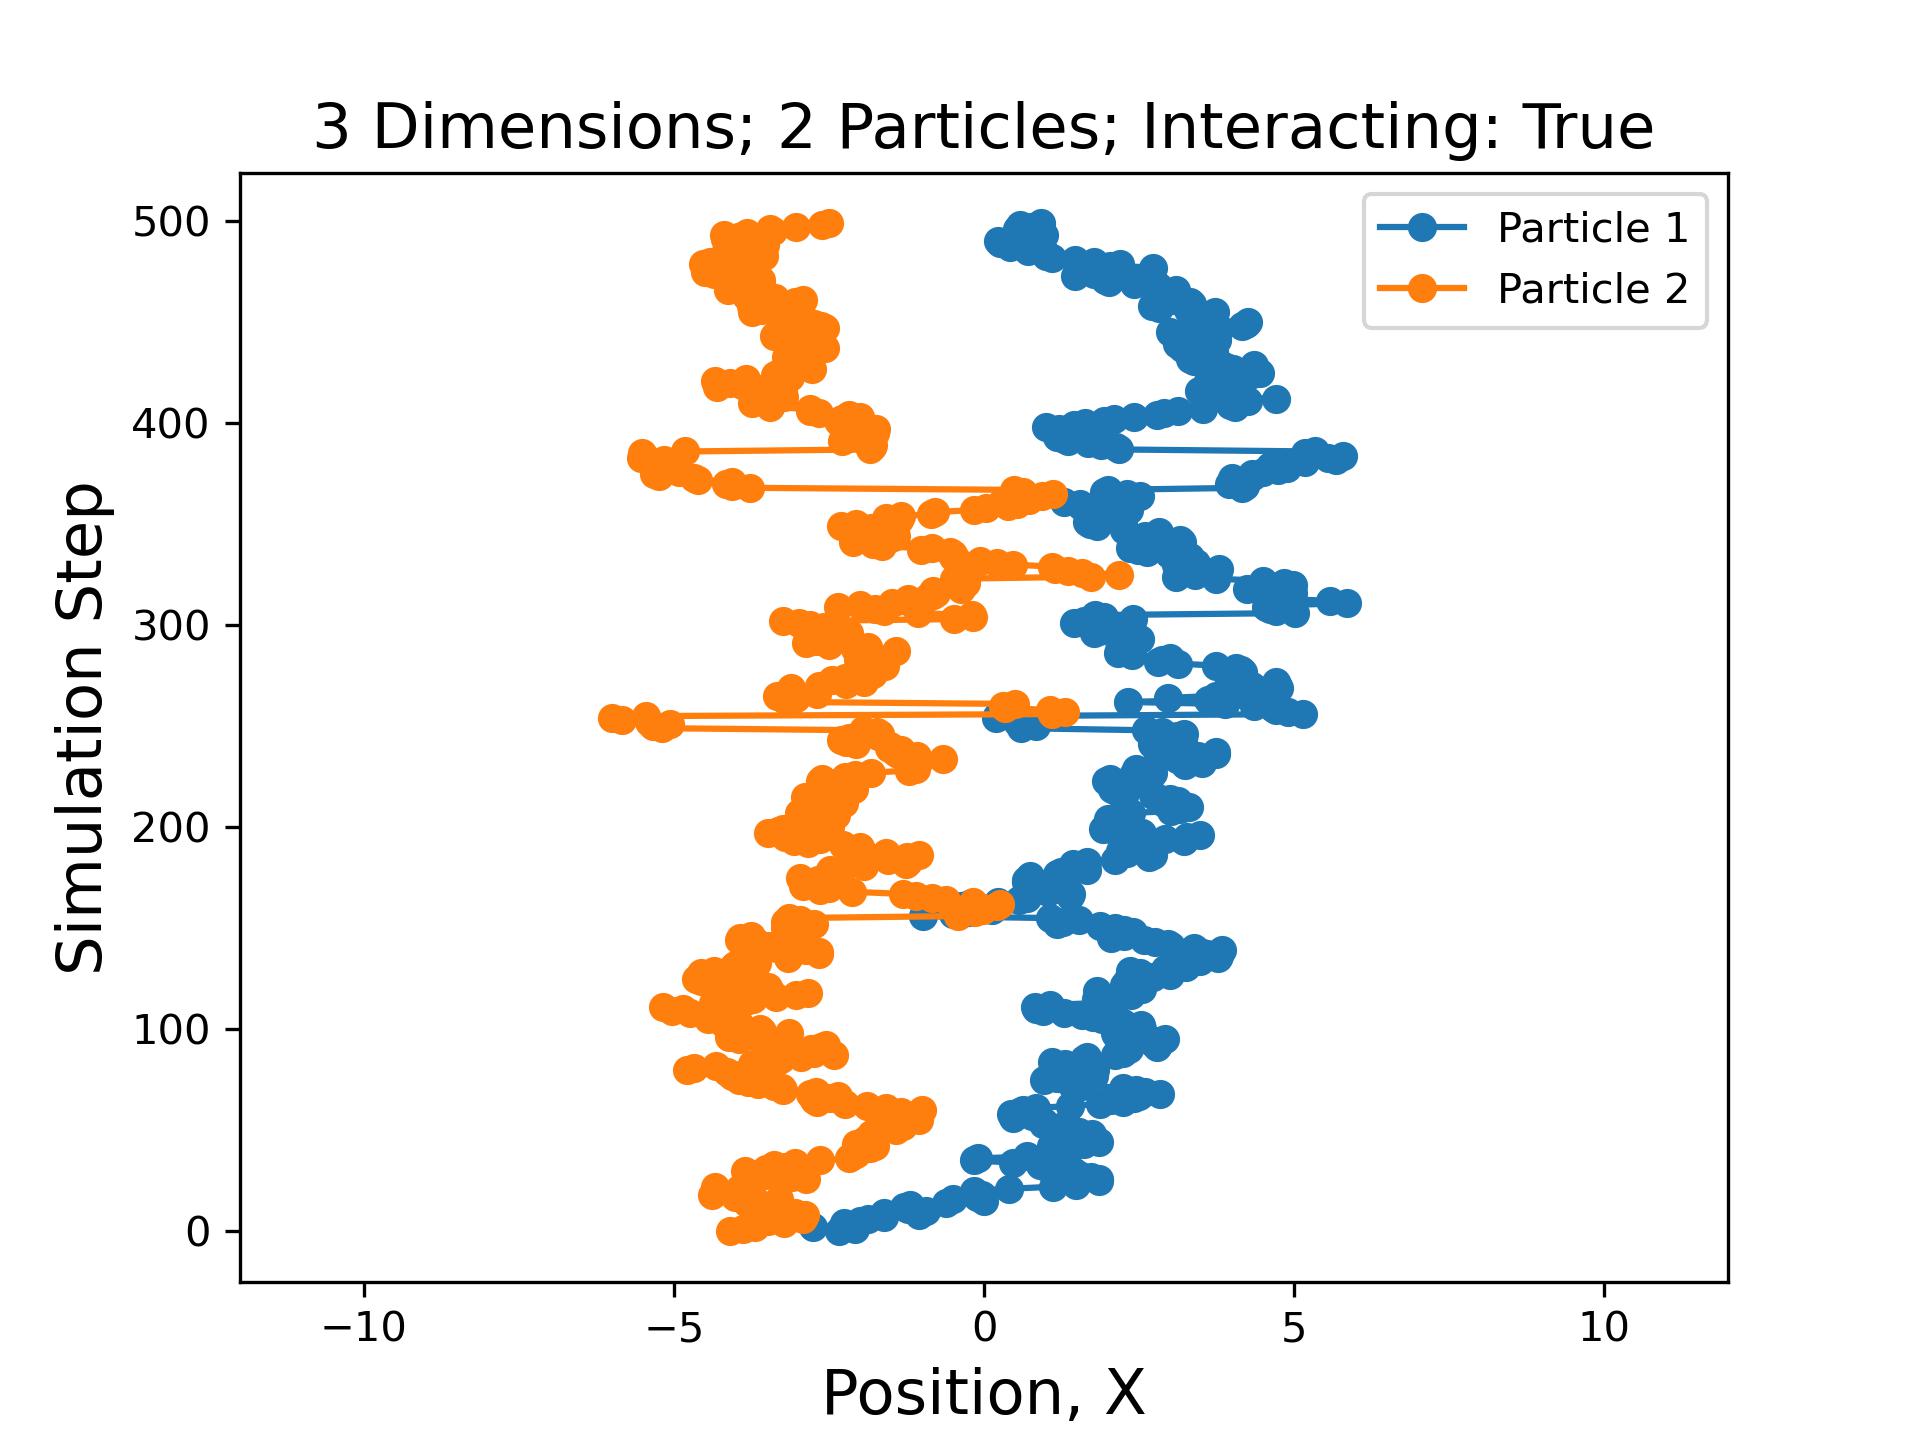 3 Dimensions; 2 Particles; Interacting: True
Particle 1
Particle 2
500
400
300
200
100
0
Simulation Step
−10 −5 0 5 10
Position, X